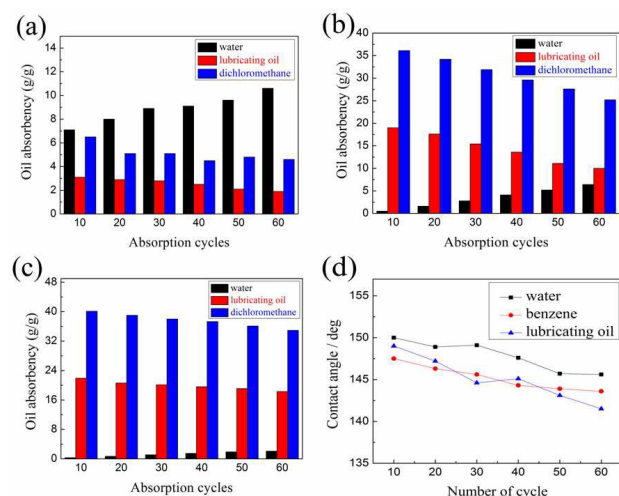 (a)
water
lubricating oil
dichloromethane
Oil absorbency (g/g)
14
12
10
8
6
4
2
0
10 20 30 40 50 60
Absorption cycles
(b)
water
lubricating oil
dichloromethane
Oil absorbency (g/g)
40
35
30
25
20
15
10
5
0
10 20 30 40 50 60
Absorption cycles
(c)
water
lubricating oil
dichloromethane
Oil absorbency (g/g)
48
40
32
24
16
8
0
10 20 30 40 50 60
Absorption cycles
(d)
water
benzene
lubricating oil
Contact angle / deg
155
150
145
141
135
10 20 30 40 50 60
Number of cycle